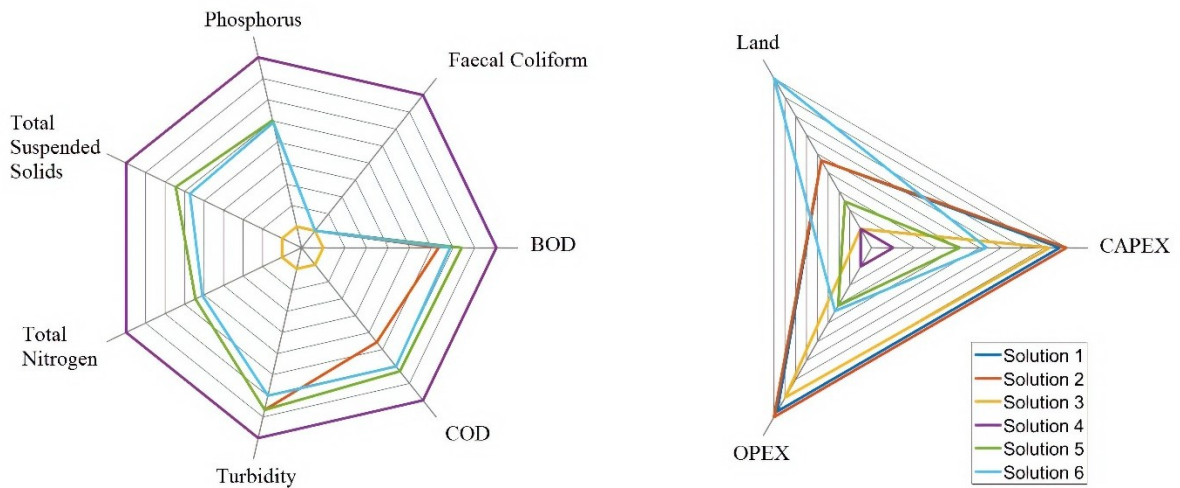 Phosphorus
Faecal Coliform
Total
Suspended
Solids
BOD
Total
Nitrogen
COD
Turbidity
Land
CAPEX
OPEX
Solution 1
Solution 2
Solution 3
Solution 4
Solution 5
Solution 6